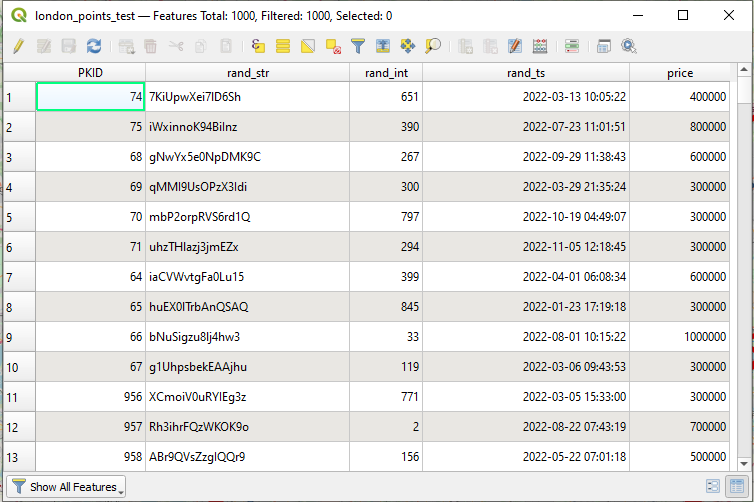 london_points_test — Features Total: 1000, Filtered: 1000, Selected: 0
PKID rand_str rand_int rand_ts price
1 74 7KiUpwXei7ID6Sh 651 2022-03-13 10:05:22 400000
2 75 iWxinnoK94BiInz 390 2022-07-23 11:01:51 800000
3 68 gNwYx5e0NpDMK9C 267 2022-09-29 11:38:43 600000
4 69 qMMI9UsOPzX3Idi 300 2022-03-29 21:35:24 300000
5 70 mbP2orpRVS6rd1Q 797 2022-10-19 04:49:07 300000
6 71 uhzTHIazj3jmEZx 294 2022-11-05 12:18:45 300000
7 64 iaCVWvtgFa0Lu15 399 2022-04-01 06:08:34 600000
8 65 huEX0ITrbAnQSAQ 845 2022-01-23 17:19:18 300000
9 66 bNuSigzu8Ij4hw3 33 2022-08-01 10:15:22 1000000
10 67 g1UhpsbekEAAjhu 119 2022-03-06 09:43:53 300000
11 956 XCmoiV0uRYIEg3z 771 2022-03-05 15:33:00 300000
12 957 Rh3ihrFQzWKOK9o 2 2022-08-22 07:43:19 700000
13 958 ABr9QVsZzgIQQr9 156 2022-05-22 07:01:18 500000
Show All Features